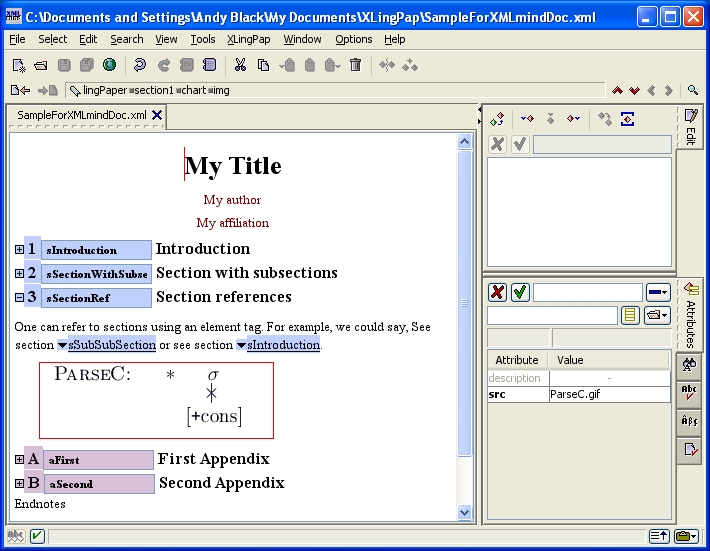 C:\Documents and Settings\Andy Black\My Documents\XLingPap\SampleForXMLmindDoc.xml
File Select Edit Search View Tools XLingPap Window Options Help
lingPaper section1 chart img
SampleForXMLmindDoc.xml
My Title
My author
My affiliation
1 sIntroduction Introduction
2 sSectionWithSubse Section with subsections
3 sSectionRef Section references
One can refer to sections using an element tag. For example, we could say, See
section sSubSubSection or see section sIntroduction.
PARSEC: * σ
[+cons]
A aFirst First Appendix
B aSecond Second Appendix
Endnotes
Edit
Attributes
Attribute Value
description -
src ParseC.gif
Abc
Abc